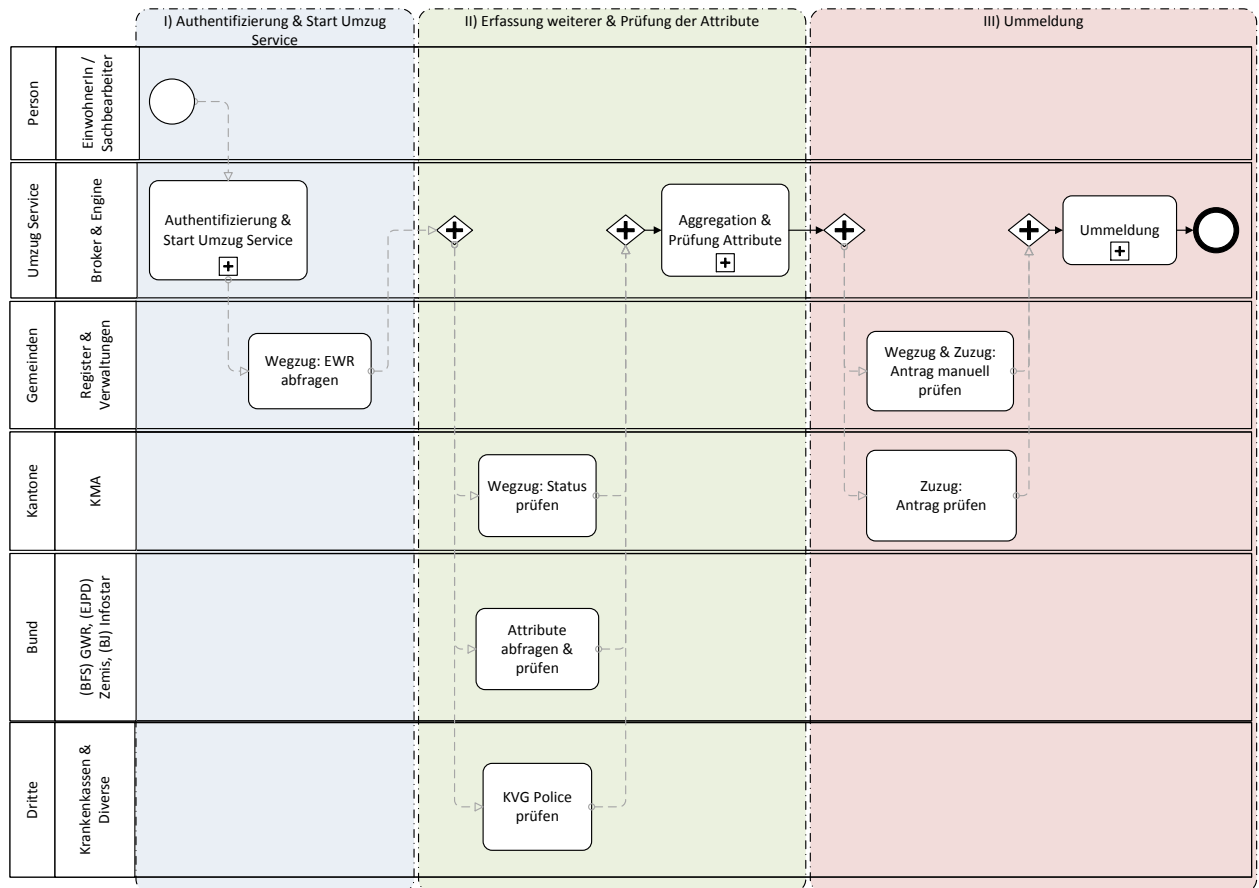 I) Authentifizierung & Start Umzug
Service
II) Erfassung weiterer & Prüfung der Attribute
III) Ummeldung
Person
EinwohnerIn /
Sachbearbeiter
Umzug Service
Broker & Engine
Authentifizierung &
Start Umzug Service
Aggregation &
Prüfung Attribute
Ummeldung
Gemeinden
Register &
Verwaltungen
Wegzug: EWR
abfragen
Wegzug & Zuzug:
Antrag manuell
prüfen
Kantone
KMA
Wegzug: Status
prüfen
Zuzug:
Antrag prüfen
Bund
(BFS) GWR, (EJPD)
Zemis, (BJ) Infostar
Attribute
abfragen &
prüfen
Dritte
Krankenkassen &
Diverse
KVG Police
prüfen